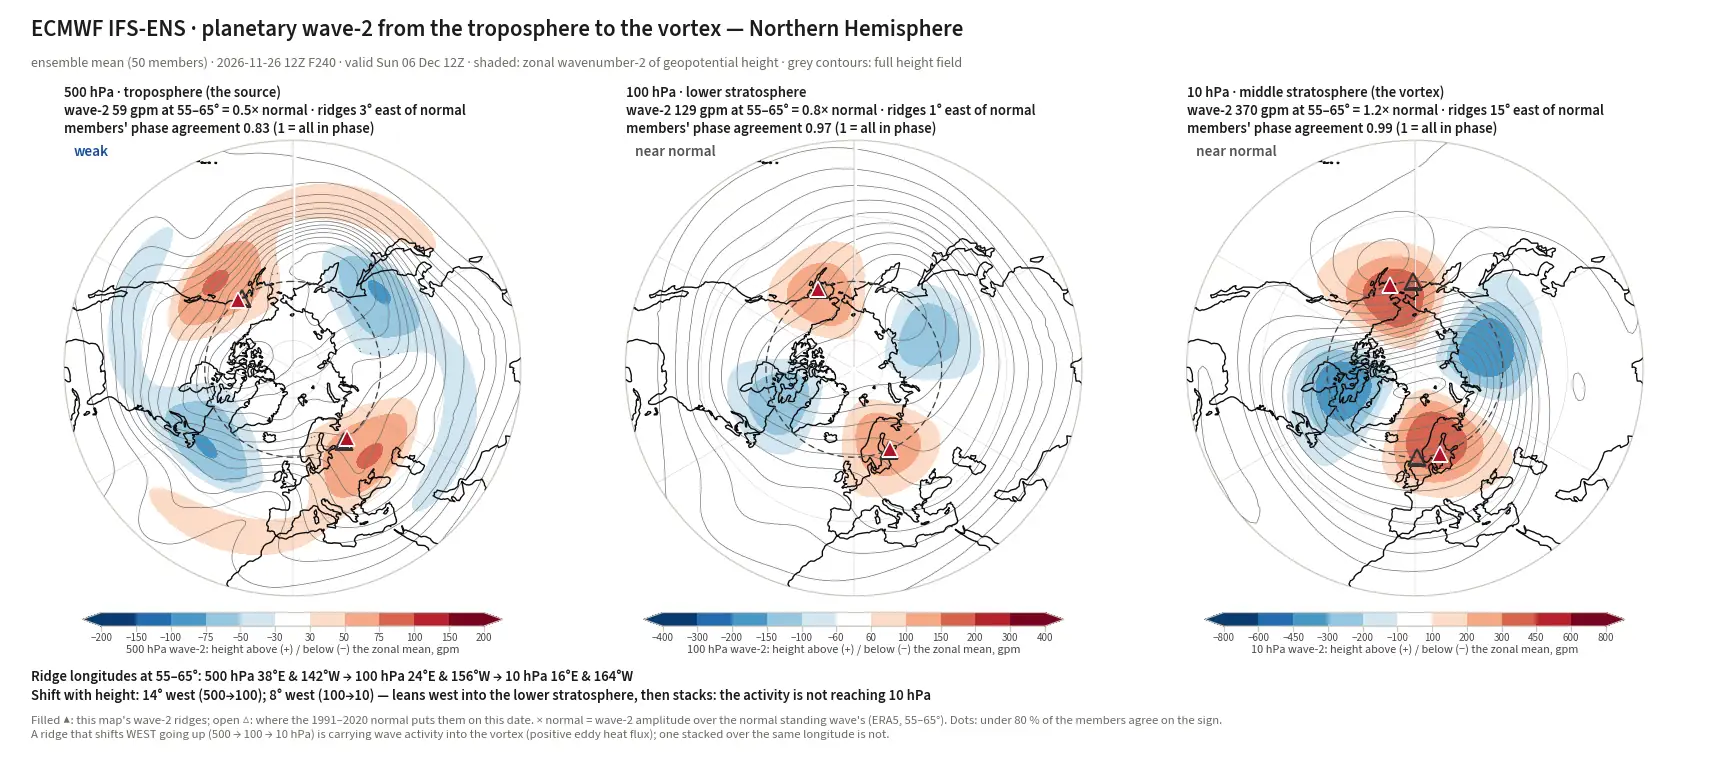 ECMWF IFS-ENS · planetary wave-2 from the troposphere to the vortex — Northern Hemisphere
ensemble mean (50 members) · 2026-11-26 12Z F240 · valid Sun 06 Dec 12Z · shaded: zonal wavenumber-2 of geopotential height · grey contours: full height field
500 hPa · troposphere (the source)
wave-2 59 gpm at 55–65° = 0.5× normal · ridges 3° east of normal
members' phase agreement 0.83 (1 = all in phase)
weak
100 hPa · lower stratosphere
wave-2 129 gpm at 55–65° = 0.8× normal · ridges 1° east of normal
members' phase agreement 0.97 (1 = all in phase)
near normal
10 hPa · middle stratosphere (the vortex)
wave-2 370 gpm at 55–65° = 1.2× normal · ridges 15° east of normal
members' phase agreement 0.99 (1 = all in phase)
near normal
−200 −150 −100 −75 −50 −30 30 50 75 100 150 200
500 hPa wave-2: height above (+) / below (−) the zonal mean, gpm
−400 −300 −200 −150 −100 −60 60 100 150 200 300 400
100 hPa wave-2: height above (+) / below (−) the zonal mean, gpm
−800 −600 −450 −300 −200 −100 100 200 300 450 600 800
10 hPa wave-2: height above (+) / below (−) the zonal mean, gpm
Ridge longitudes at 55–65°: 500 hPa 38°E & 142°W → 100 hPa 24°E & 156°W → 10 hPa 16°E & 164°W
Shift with height: 14° west (500→100); 8° west (100→10) — leans west into the lower stratosphere, then stacks: the activity is not reaching 10 hPa
Filled ▲: this map's wave-2 ridges; open △: where the 1991–2020 normal puts them on this date. × normal = wave-2 amplitude over the normal standing wave's (ERA5, 55–65°). Dots: under 80 % of the members agree on the sign.
A ridge that shifts WEST going up (500 → 100 → 10 hPa) is carrying wave activity into the vortex (positive eddy heat flux); one stacked over the same longitude is not.